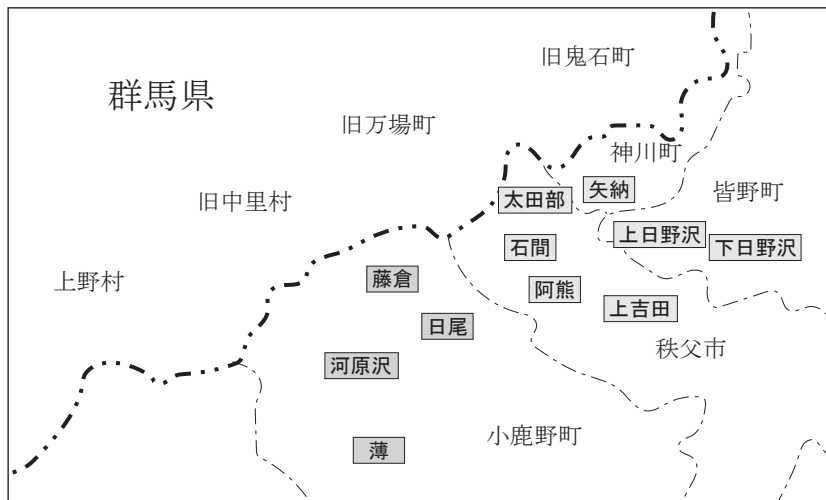 旧鬼石町
群馬県
旧万場町
神川町
矢納
太田部
皆野町
旧中里村
上日野沢
下日野沢
石間
上野村
藤倉
阿熊
上吉田
日尾
秩父市
河原沢
小鹿野町
薄